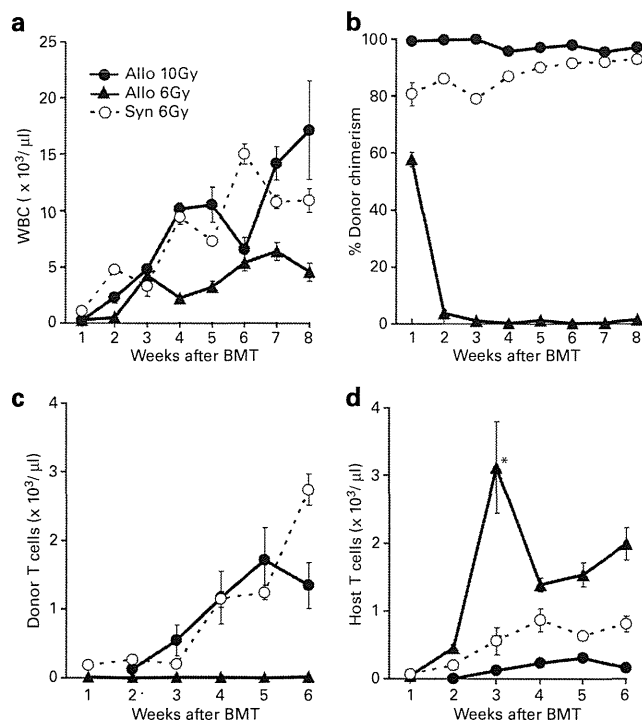 a
25
20
15
10
5
0
WBC ( x 10³/ µl)
Allo 10Gy
Allo 6Gy
Syn 6Gy
1 2 3 4 5 6 7 8
Weeks after BMT
b
100
80
60
40
20
0
% Donor chimerism
1 2 3 4 5 6 7 8
Weeks after BMT
c
4
3
2
1
0
Donor T cells (x 10³/ µl)
1 2 3 4 5 6
Weeks after BMT
d
4
3
2
1
0
Host T cells (x 10³/ µl)
*
1 2 3 4 5 6
Weeks after BMT